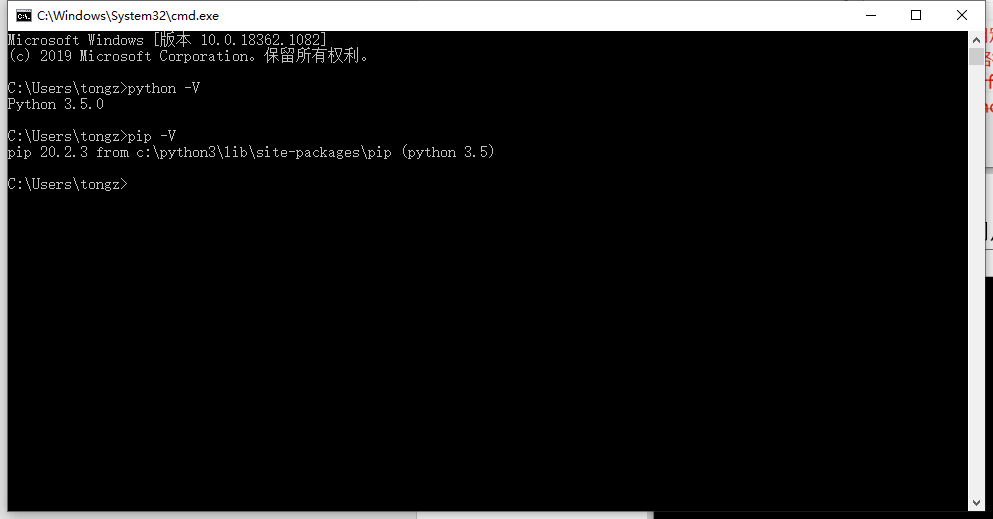 C:\Windows\System32\cmd.exe
Microsoft Windows [版本 10.0.18362.1082]
(c) 2019 Microsoft Corporation。保留所有权利。
C:\Users\tongz>python -V
Python 3.5.0
C:\Users\tongz>pip -V
pip 20.2.3 from c:\python3\lib\site-packages\pip (python 3.5)
C:\Users\tongz>